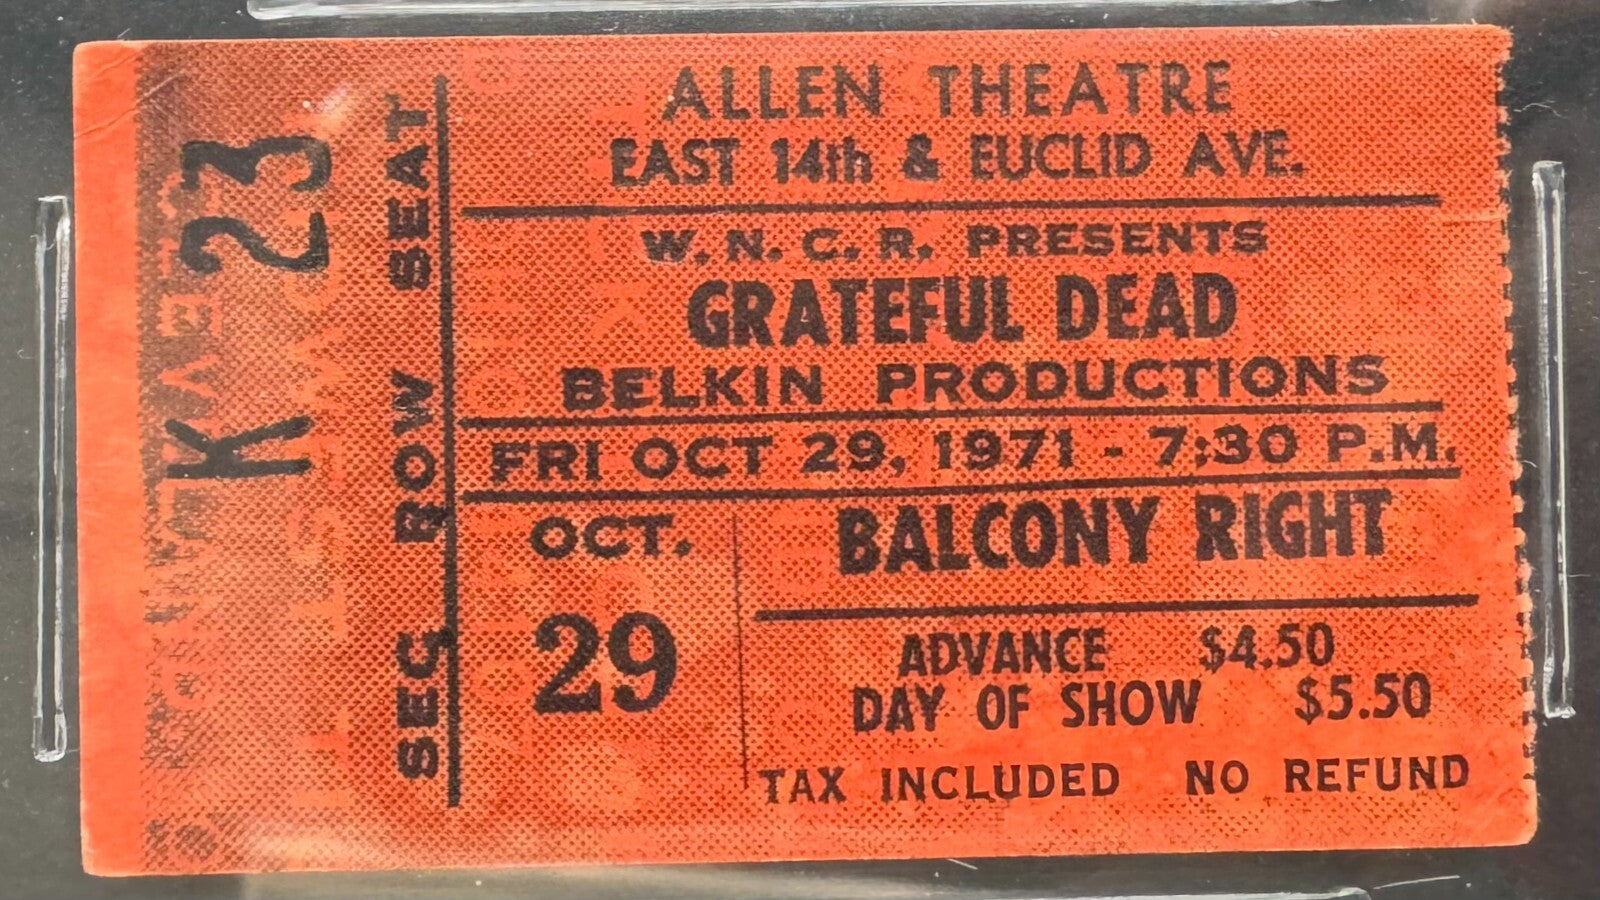 K 23
SEC ROW SEAT
ALLEN THEATRE
EAST 14th & EUCLID AVE.
W. N. C. R. PRESENTS
GRATEFUL DEAD
BELKIN PRODUCTIONS
FRI OCT 29, 1971 - 7:30 P.M.
OCT.
29
BALCONY RIGHT
ADVANCE $4.50
DAY OF SHOW $5.50
TAX INCLUDED NO REFUND